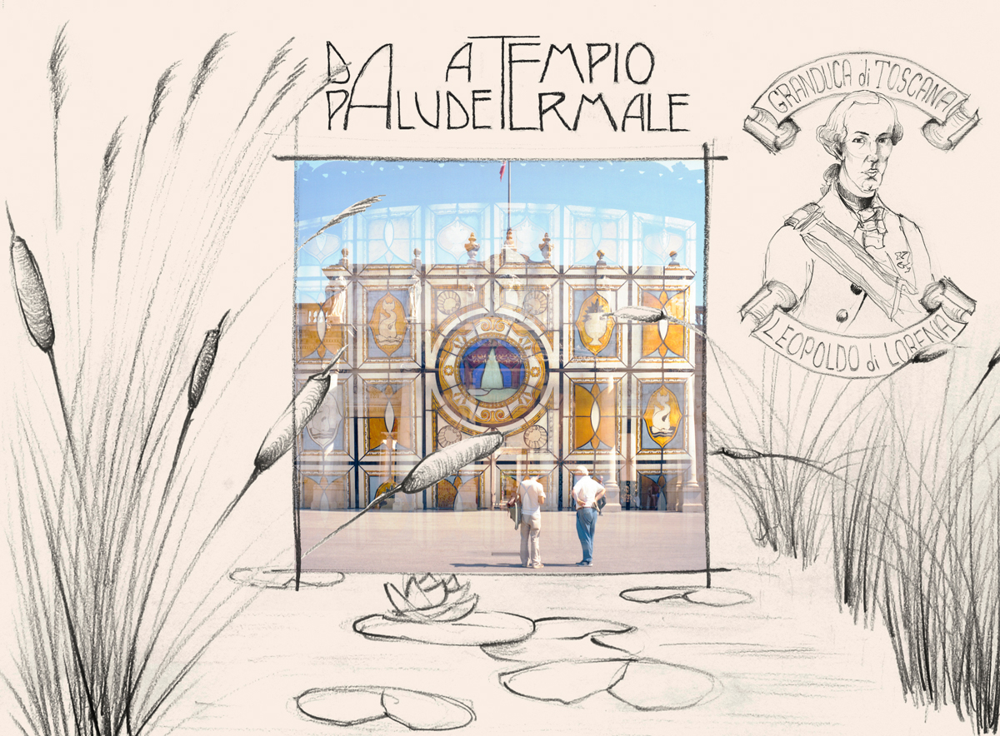 DA A TEMPIO
PALUDE TERMALE
GRANDUCA di TOSCANA
LEOPOLDO di LORENA